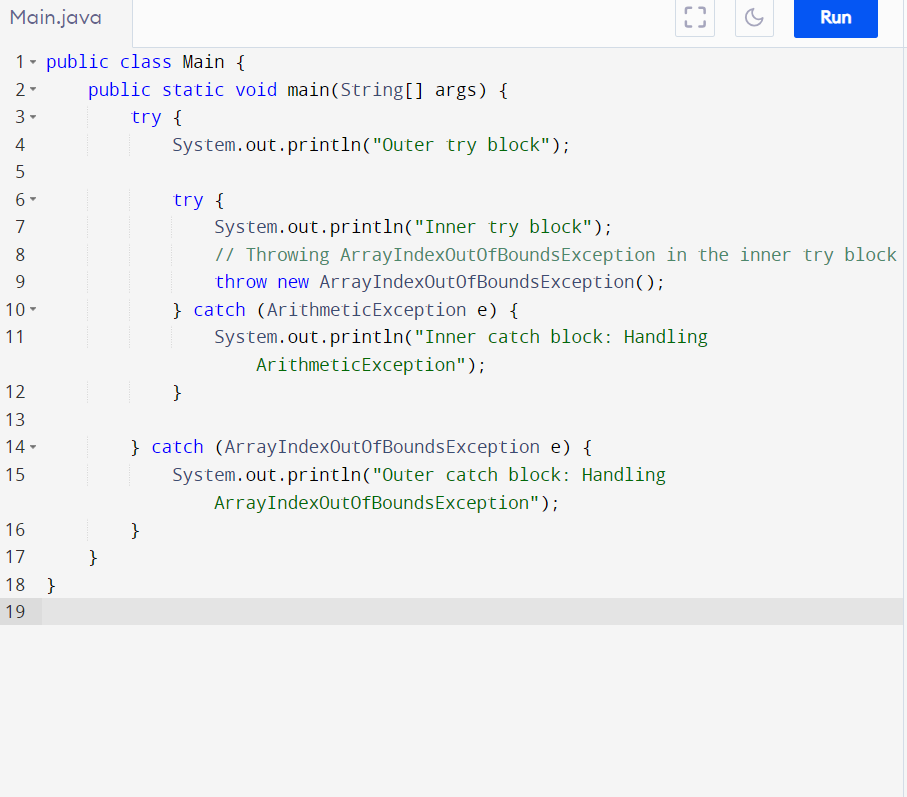 Main.java
Run
1 public class Main {
2 public static void main(String[] args) {
3 try {
4 System.out.println("Outer try block");
5
6 try {
7 System.out.println("Inner try block");
8 // Throwing ArrayIndexOutOfBoundsException in the inner try block
9 throw new ArrayIndexOutOfBoundsException();
10 } catch (ArithmeticException e) {
11 System.out.println("Inner catch block: Handling
ArithmeticException");
12 }
13
14 } catch (ArrayIndexOutOfBoundsException e) {
15 System.out.println("Outer catch block: Handling
ArrayIndexOutOfBoundsException");
16 }
17 }
18 }
19